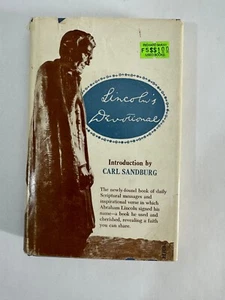 Lincoln's
Devotional
Introduction by
CARL SANDBURG
The newly-found book of daily
Scriptural messages and
inspirational verse in which
Abraham Lincoln signed his
name—a book he used and
cherished, revealing a faith
you can share.